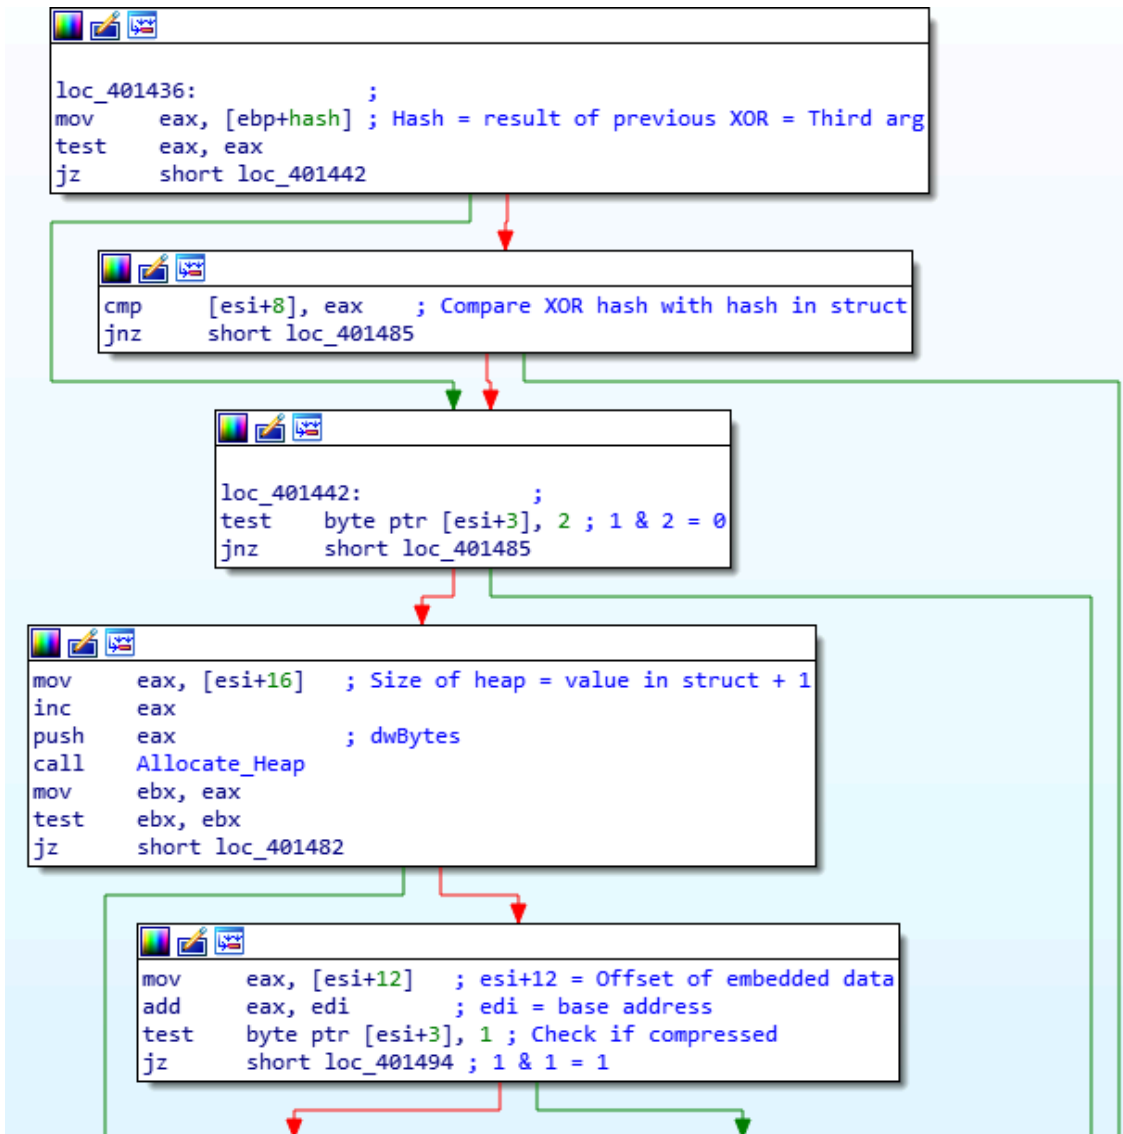 loc_401436: ;
mov eax, [ebp+hash] ; Hash = result of previous XOR = Third arg
test eax, eax
jz short loc_401442
cmp [esi+8], eax ; Compare XOR hash with hash in struct
jnz short loc_401485
loc_401442: ;
test byte ptr [esi+3], 2 ; 1 & 2 = 0
jnz short loc_401485
mov eax, [esi+16] ; Size of heap = value in struct + 1
inc eax
push eax ; dwBytes
call Allocate_Heap
mov ebx, eax
test ebx, ebx
jz short loc_401482
mov eax, [esi+12] ; esi+12 = Offset of embedded data
add eax, edi ; edi = base address
test byte ptr [esi+3], 1 ; Check if compressed
jz short loc_401494 ; 1 & 1 = 1